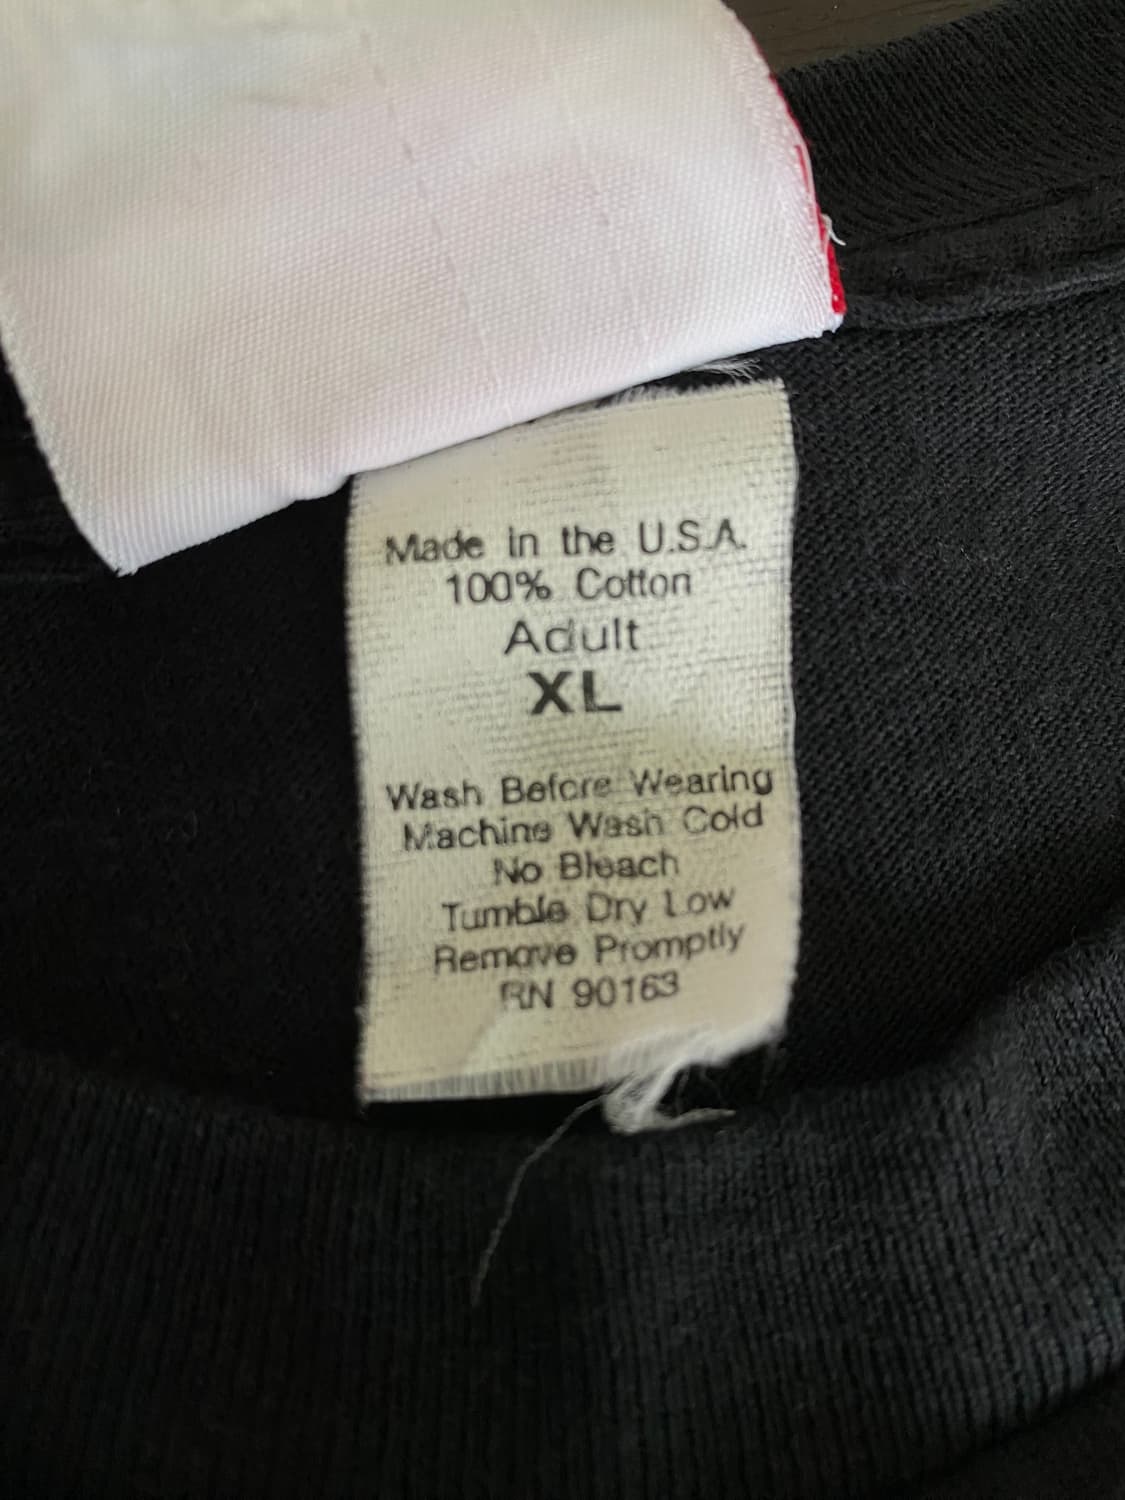 Made in the U.S.A.
100% Cotton
Adult
XL
Wash Before Wearing
Machine Wash Cold
No Bleach
Tumble Dry Low
Remove Promptly
RN 90163